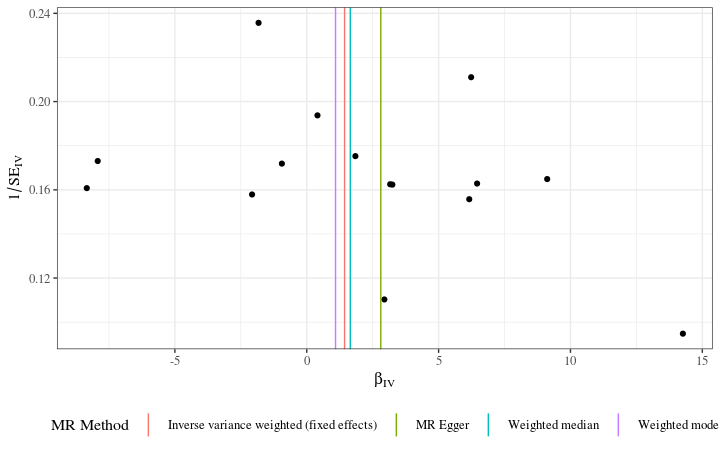 0.24
0.20
0.16
0.12
1/SE_IV
-5 0 5 10 15
β_IV
MR Method Inverse variance weighted (fixed effects) MR Egger Weighted median Weighted mode